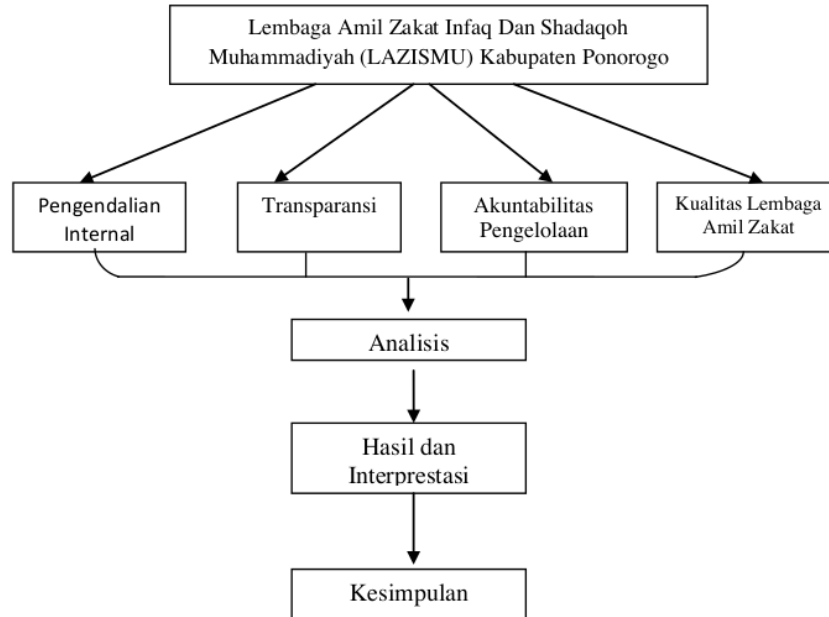 Lembaga Amil Zakat Infaq Dan Shadaqoh
Muhammadiyah (LAZISMU) Kabupaten Ponorogo
Pengendalian
Internal
Transparansi
Akuntabilitas
Pengelolaan
Kualitas Lembaga
Amil Zakat
Analisis
Hasil dan
Interprestasi
Kesimpulan